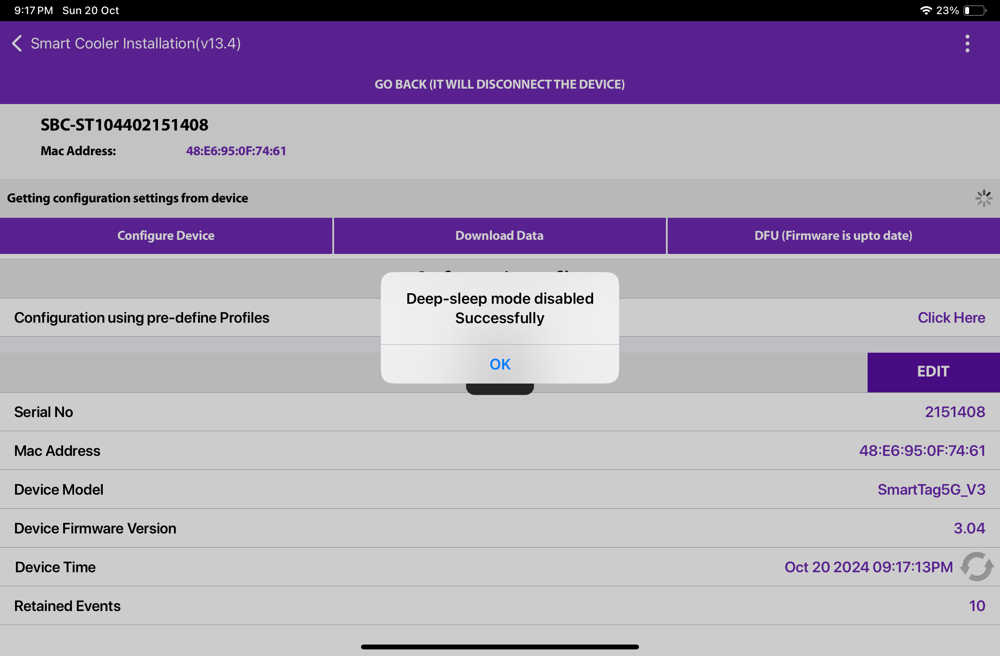 9:17 PM Sun 20 Oct
23%
Smart Cooler Installation(v13.4)
GO BACK (IT WILL DISCONNECT THE DEVICE)
SBC-ST104402151408
Mac Address: 48:E6:95:0F:74:61
Getting configuration settings from device
Configure Device
Download Data
DFU (Firmware is upto date)
Deep-sleep mode disabled
Successfully
OK
Configuration using pre-define Profiles
Click Here
EDIT
Serial No 2151408
Mac Address 48:E6:95:0F:74:61
Device Model SmartTag5G_V3
Device Firmware Version 3.04
Device Time Oct 20 2024 09:17:13PM
Retained Events 10